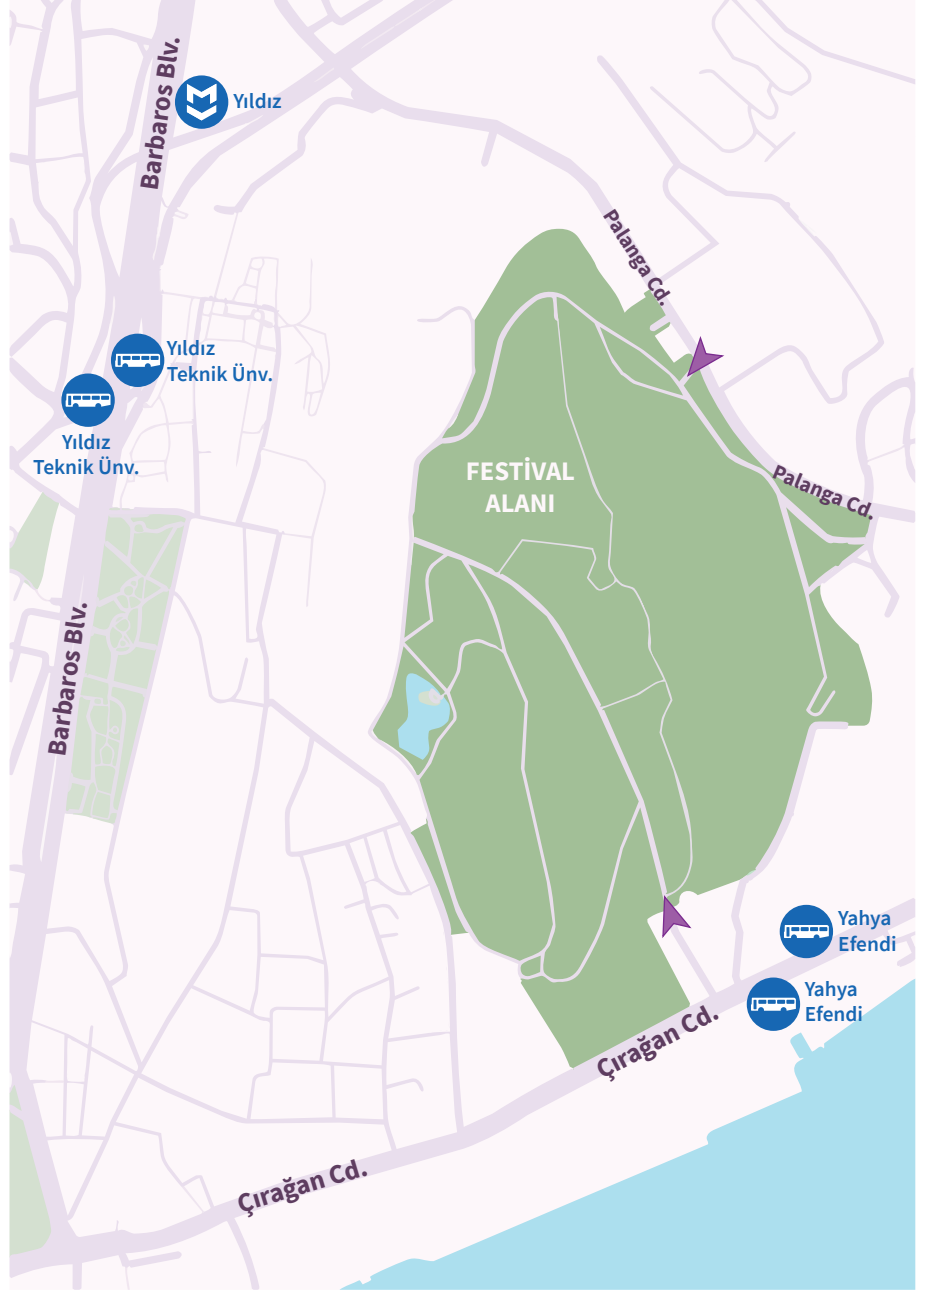 Barbaros Blv.
Yıldız
Palanga Cd.
Yıldız
Teknik Ünv.
Yıldız
Teknik Ünv.
FESTİVAL
ALANI
Palanga Cd.
Barbaros Blv.
Yahya
Efendi
Yahya
Efendi
Çırağan Cd.
Çırağan Cd.